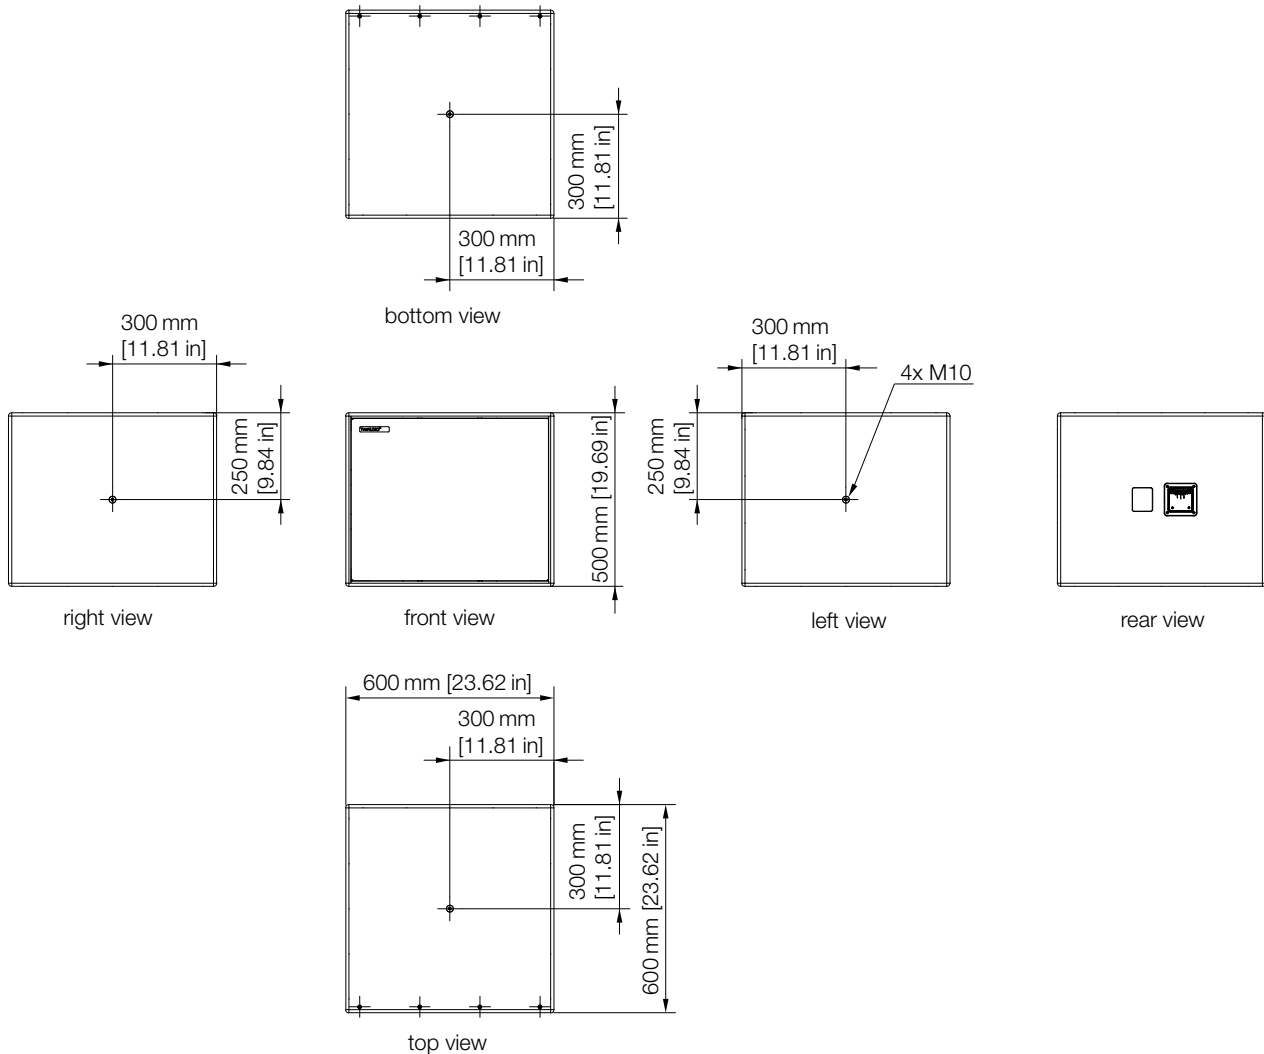 300 mm
[11.81 in]
300 mm
[11.81 in]
bottom view
300 mm
[11.81 in]
250 mm
[9.84 in]
right view
500 mm [19.69 in]
front view
300 mm
[11.81 in]
4x M10
250 mm
[9.84 in]
left view
rear view
600 mm [23.62 in]
300 mm
[11.81 in]
300 mm
[11.81 in]
600 mm [23.62 in]
top view